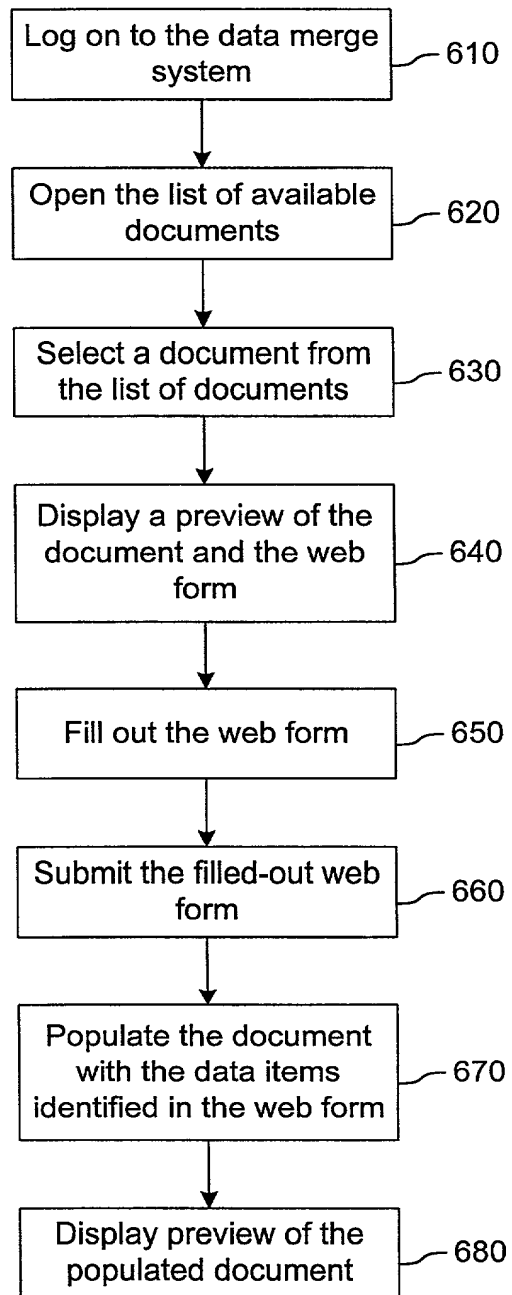 Log on to the data merge
system
610
Open the list of available
documents
620
Select a document from
the list of documents
630
Display a preview of the
document and the web
form
640
Fill out the web form
650
Submit the filled-out web
form
660
Populate the document
with the data items
identified in the web form
670
Display preview of the
populated document
680